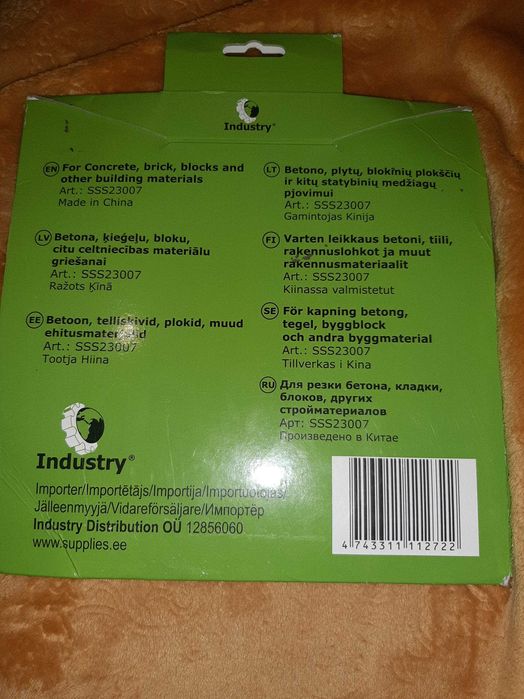 Industry®
EN For Concrete, brick, blocks and
other building materials
Art.: SSS23007
Made in China
LV Betona, ķieģeļu, bloku,
citu celtniecības materiālu
griešanai
Art.: SSS23007
Ražots Ķīnā
EE Betoon, telliskivid, plokid, muud
ehitusmaterjalid
Art.: SSS23007
Tootja Hiina
LT Betono, plytų, blokīnių plokščių
ir kitų statybinių medžiagų
pjovimui
Art.: SSS23007
Gamintojas Kinija
FI Varten leikkaus betoni, tiili,
rakennuslohkot ja muut
rakennusmateriaalit
Art.: SSS23007
Kiinassa valmistetut
SE För kapning betong,
tegel, byggblock
och andra byggmaterial
Art.: SSS23007
Tillverkas i Kina
RU Для резки бетона, кладки,
блоков, других
стройматериалов
Арт: SSS23007
Произведено в Китае
Industry®
Importer/Importētājs/Importija/Importuotojas/
Jälleenmyyjä/Vidareförsäljare/Импортёр
Industry Distribution OÜ 12856060
www.supplies.ee
4 743311 112722